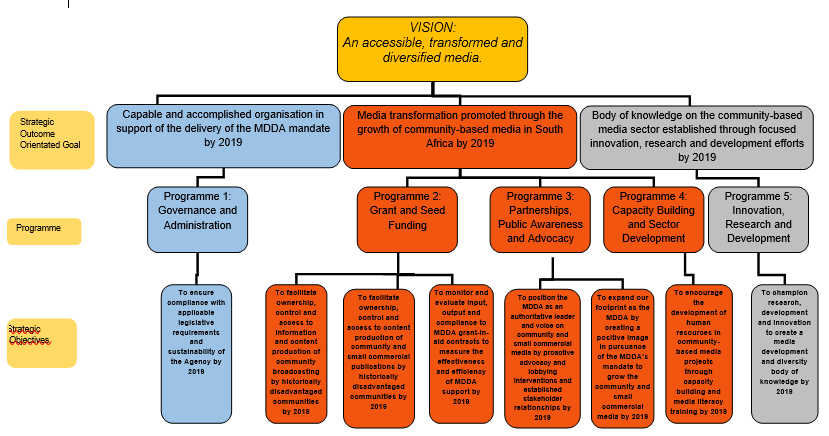 VISION:
An accessible, transformed and
diversified media.
Strategic
Outcome
Orientated Goal
Capable and accomplished organisation in
support of the delivery of the MDDA mandate
by 2019
Media transformation promoted through the
growth of community-based media in South
Africa by 2019
Body of knowledge on the community-based
media sector established through focused
innovation, research and development efforts
by 2019
Programme
Programme 1:
Governance and
Administration
Programme 2:
Grant and Seed
Funding
Programme 3:
Partnerships,
Public Awareness
and Advocacy
Programme 4:
Capacity Building
and Sector
Development
Programme 5:
Innovation,
Research and
Development
Strategic
Objectives
To ensure
compliance with
applicable
legislative
requirements
and
sustainability of
the Agency by
2019
To facilitate
ownership,
control and
access to
information
and content
production of
community
broadcasting
by historically
disadvantaged
communities
by 2019
To facilitate
ownership,
control and
access to content
production of
community and
small commercial
publications by
historically
disadvantaged
communities by
2019
To monitor and
evaluate input,
output and
compliance to
MDDA grant-in-
aid contracts to
measure the
effectiveness
and efficiency
of MDDA
support by
2019
To position the
MDDA as an
authoritative leader
and voice on
community and
small commercial
media by proactive
advocacy and
lobbying
interventions and
established
stakeholder
relationships by
2019
To expand our
footprint as the
MDDA by
creating a
positive image
in pursuance
of the MDDA's
mandate to
grow the
community and
small
commercial
media by 2019
To encourage
the
development of
human
resources in
community-
based media
projects
through
capacity
building and
media literacy
training by 2019
To champion
research,
development
and innovation
to create a
media
development
and diversity
body of
knowledge by
2019